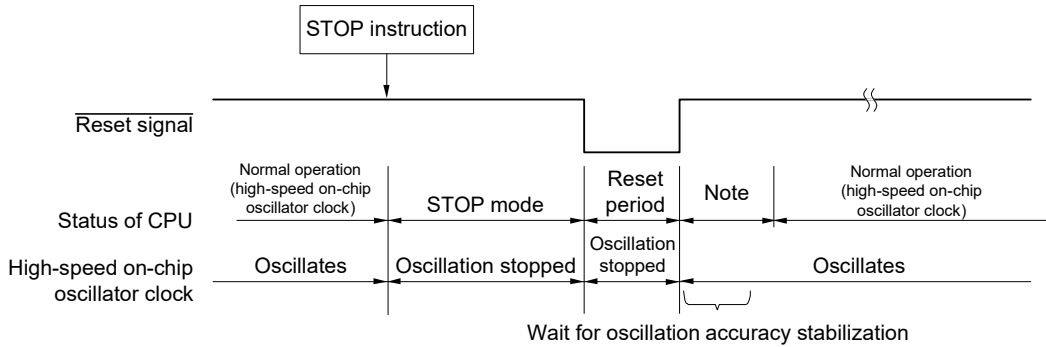 STOP instruction
Reset signal
Normal operation
(high-speed on-chip
oscillator clock)
STOP mode
Reset
period
Note
Normal operation
(high-speed on-chip
oscillator clock)
Status of CPU
High-speed on-chip
oscillator clock
Oscillates
Oscillation stopped
Oscillation
stopped
Oscillates
Wait for oscillation accuracy stabilization